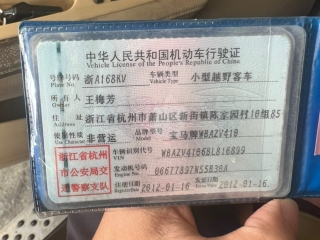 中华人民共和国机动车行驶证
Vehicle License of the People's Republic of China
号牌号码 浙A168KV 车辆类型 小型越野客车
Plate No. Vehicle Type
所有人 王梅芳
Owner
住址 浙江省杭州市萧山区新街镇陈家园村10组85
Address
使用性质 非营运 品牌型号 宝马牌WBAZV410
Use Character Model
浙江省杭州
市公安局交
通警察支队
车辆识别代号 WBAZV4106BL816899
VIN
发动机号码 06677897N55B30A
Engine No.
注册日期 2012-01-16 发证日期 2012-01-16
Register Date Issue Date